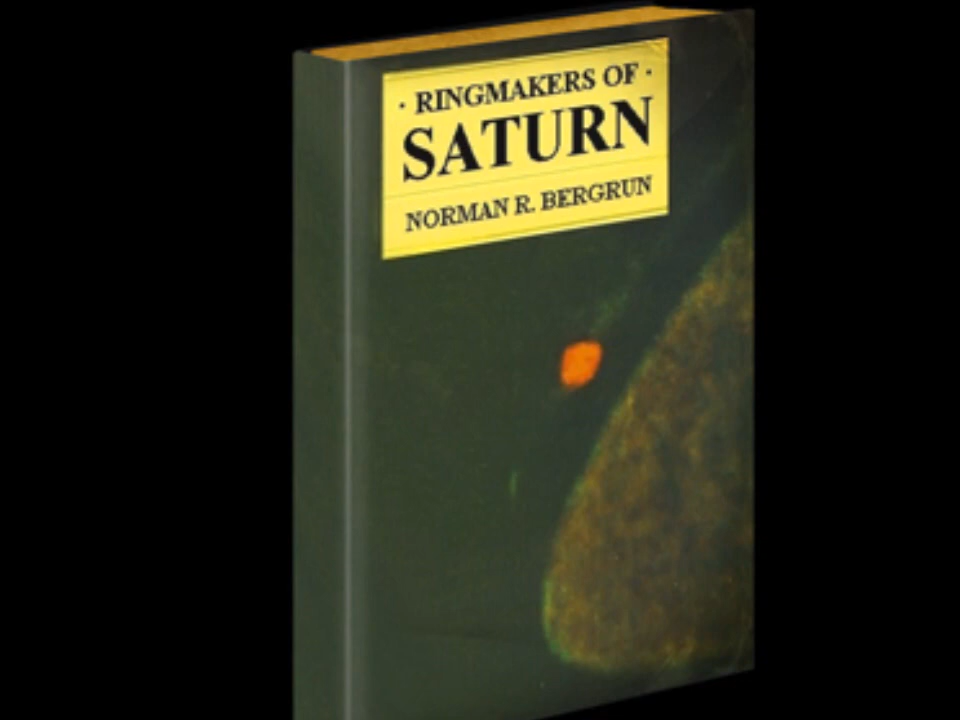 · RINGMAKERS OF ·
SATURN
NORMAN R. BERGRUN